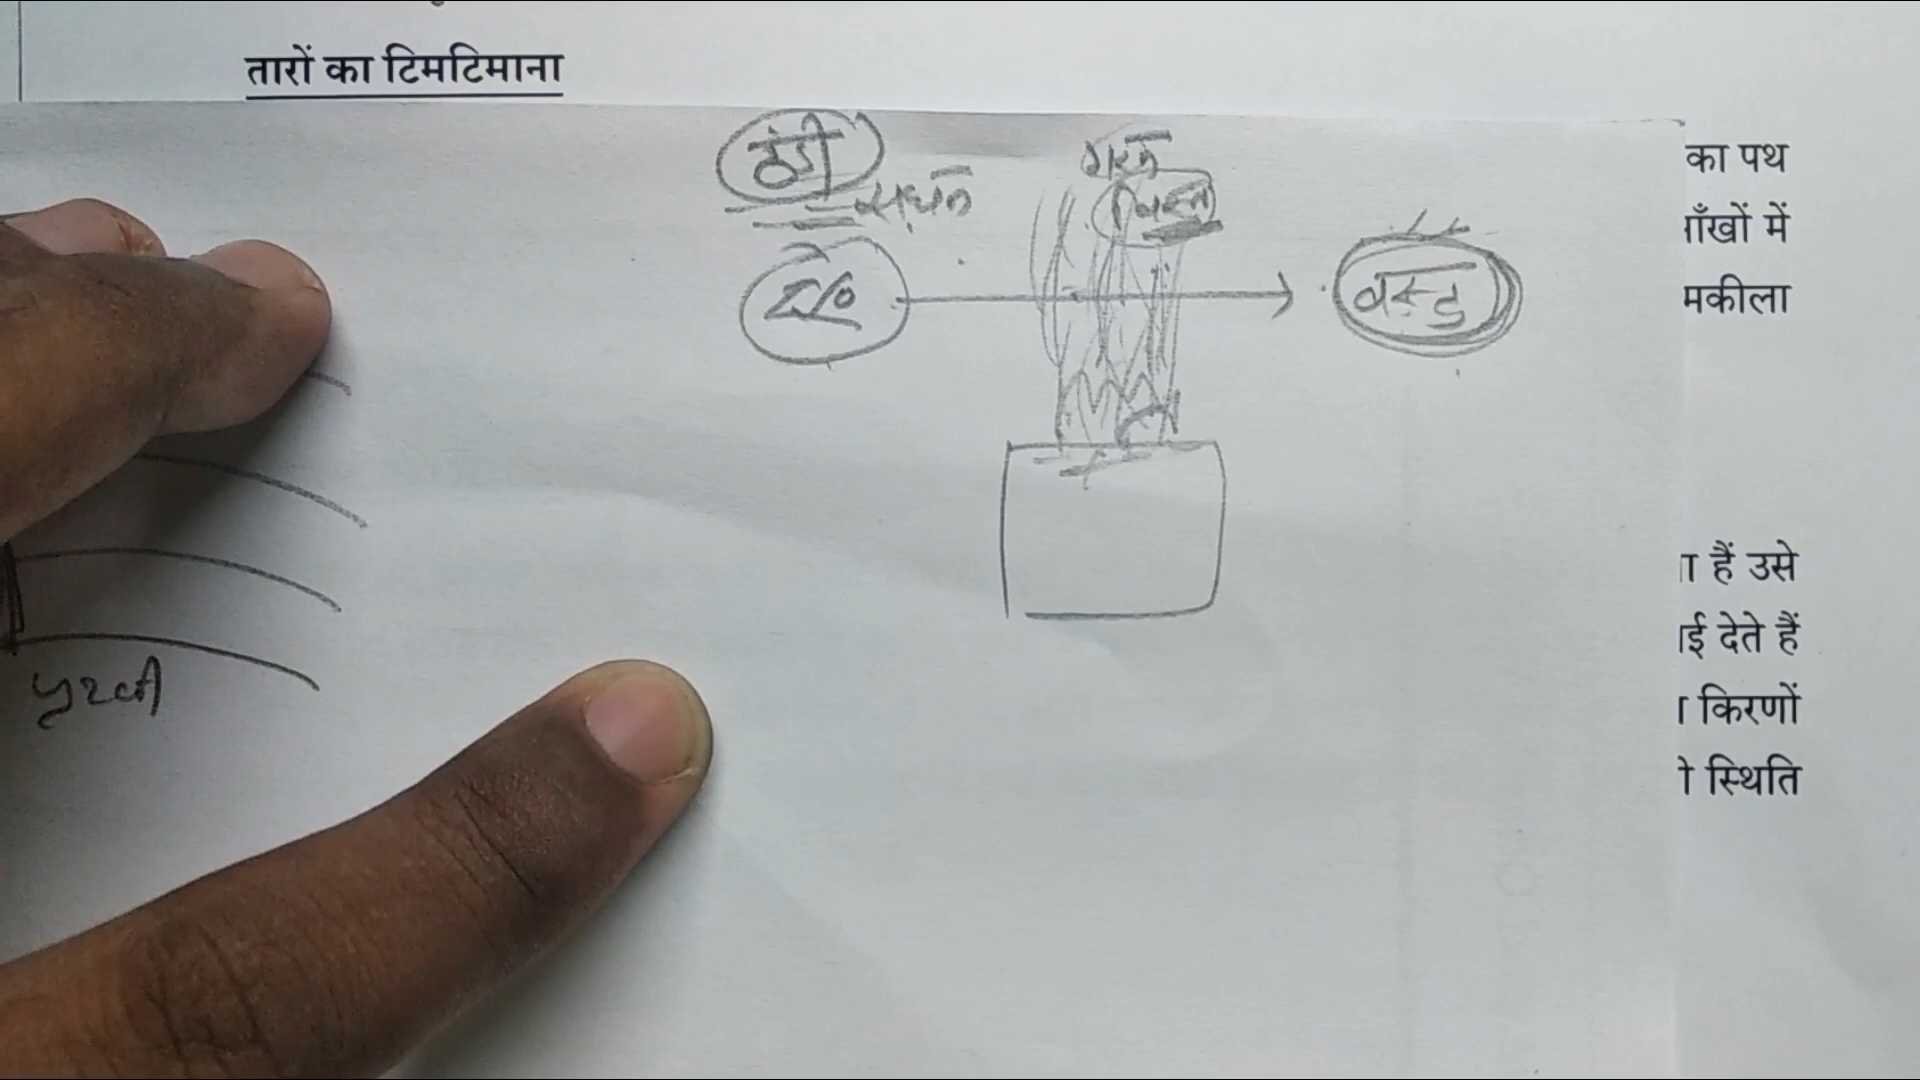 तारों का टिमटिमाना
ठंडी
गरम
सघन
विरल
वस्तु
का पथ
ाँखों में
मकीला
ा हैं उसे
ाई देते हैं
ा किरणों
ो स्थिति
पृथ्वी